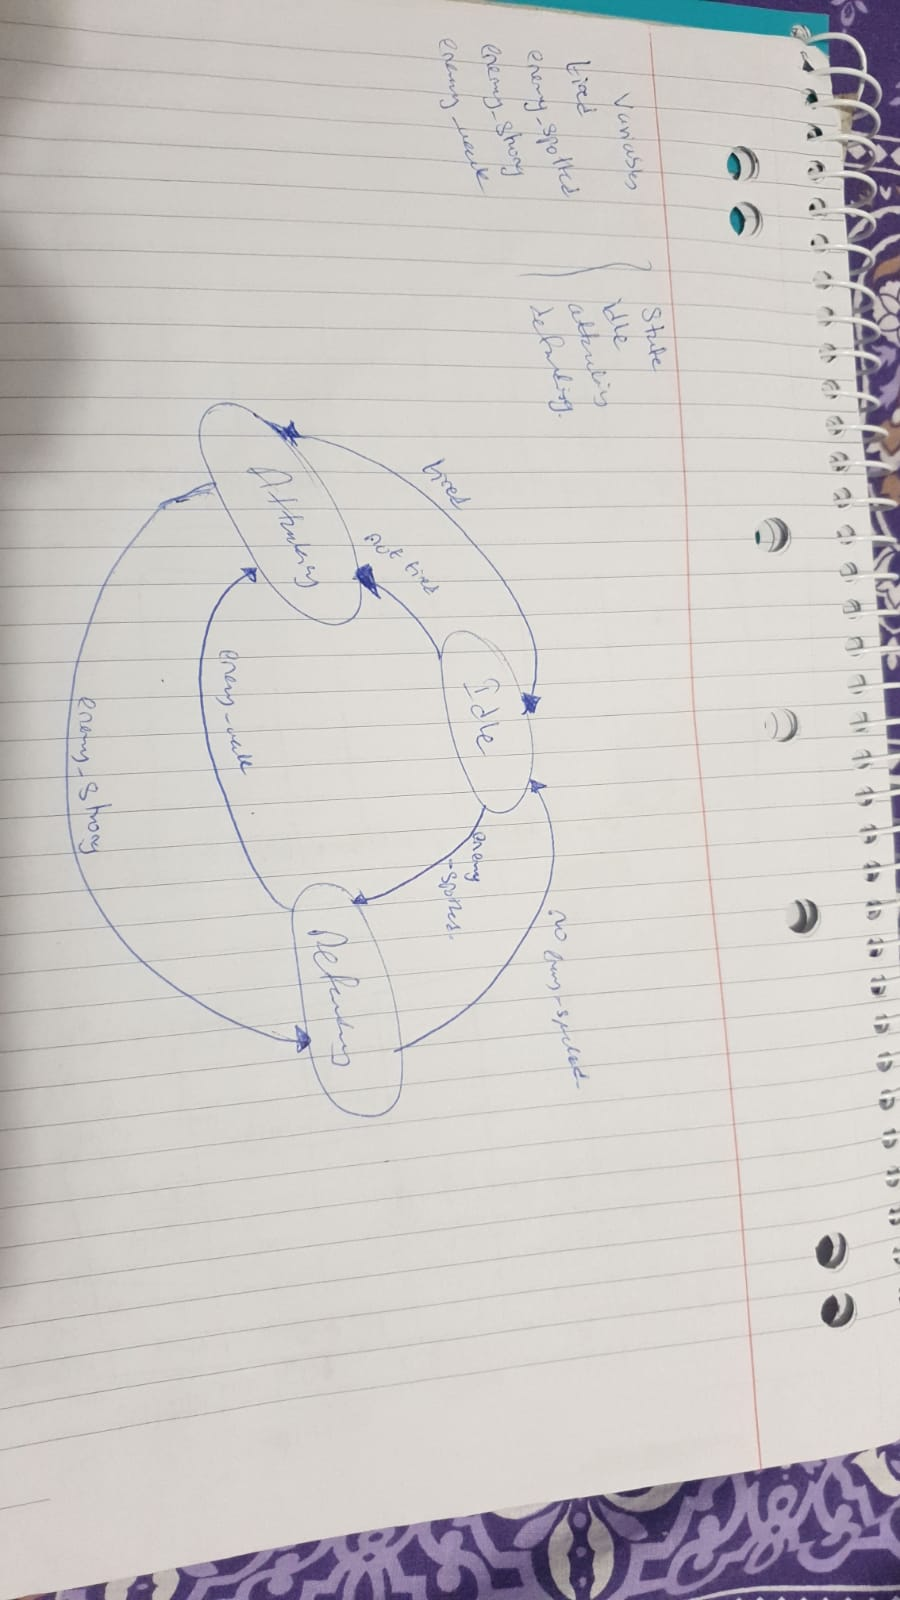 Variables
tired
enemy-spotted
enemy-strong
enemy-weak
State
idle
attacking
defending.
tired
not tired
Attacking
Idle
enemy
-spotted.
no enemy-spotted-
enemy-weak
Defending
enemy-strong